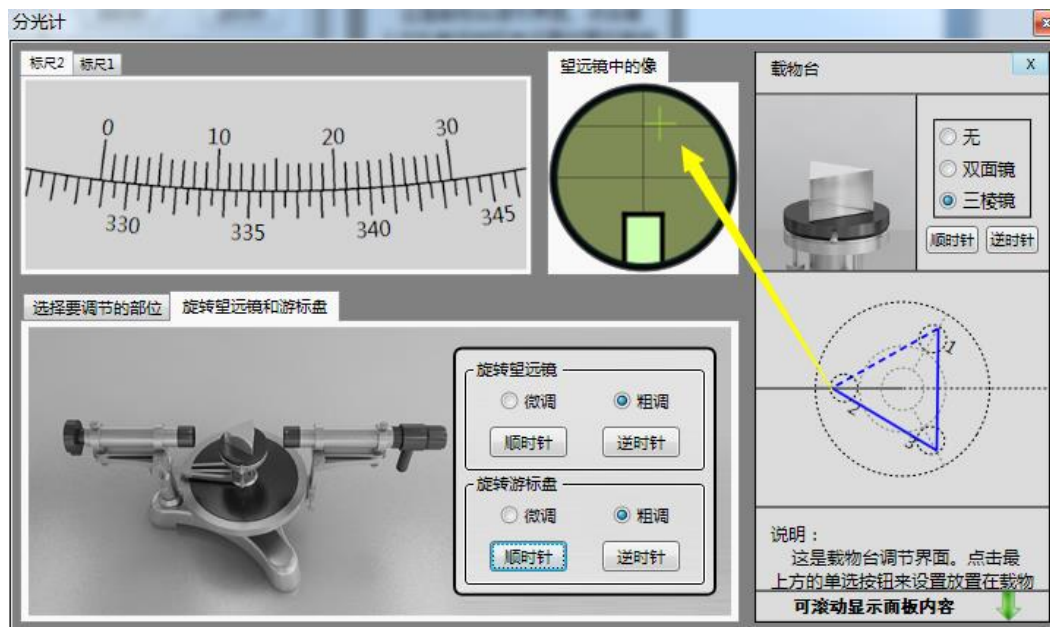 分光计
标尺2 标尺1
0 10 20 30
330 335 340 345
望远镜中的像
载物台
X
无
双面镜
三棱镜
顺时针 逆时针
1
2
3
选择要调节的部位 旋转望远镜和游标盘
旋转望远镜
微调 粗调
顺时针 逆时针
旋转游标盘
微调 粗调
顺时针 逆时针
说明：
这是载物台调节界面。点击最
上方的单选按钮来设置放置在载物
可滚动显示面板内容